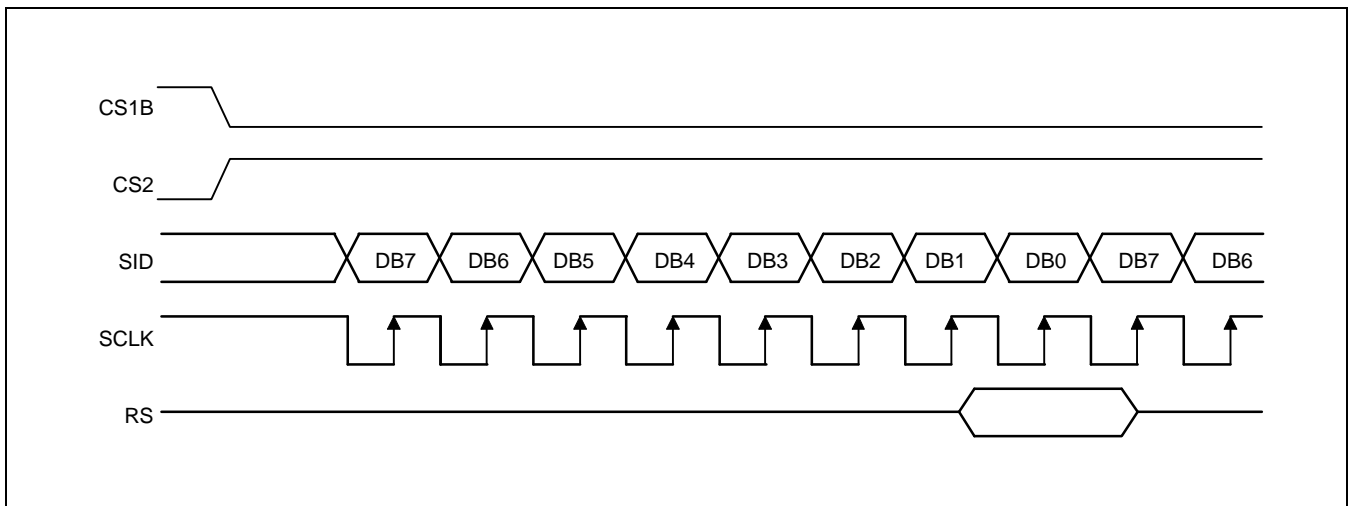 CS1B
CS2
SID DB7 DB6 DB5 DB4 DB3 DB2 DB1 DB0 DB7 DB6
SCLK
RS